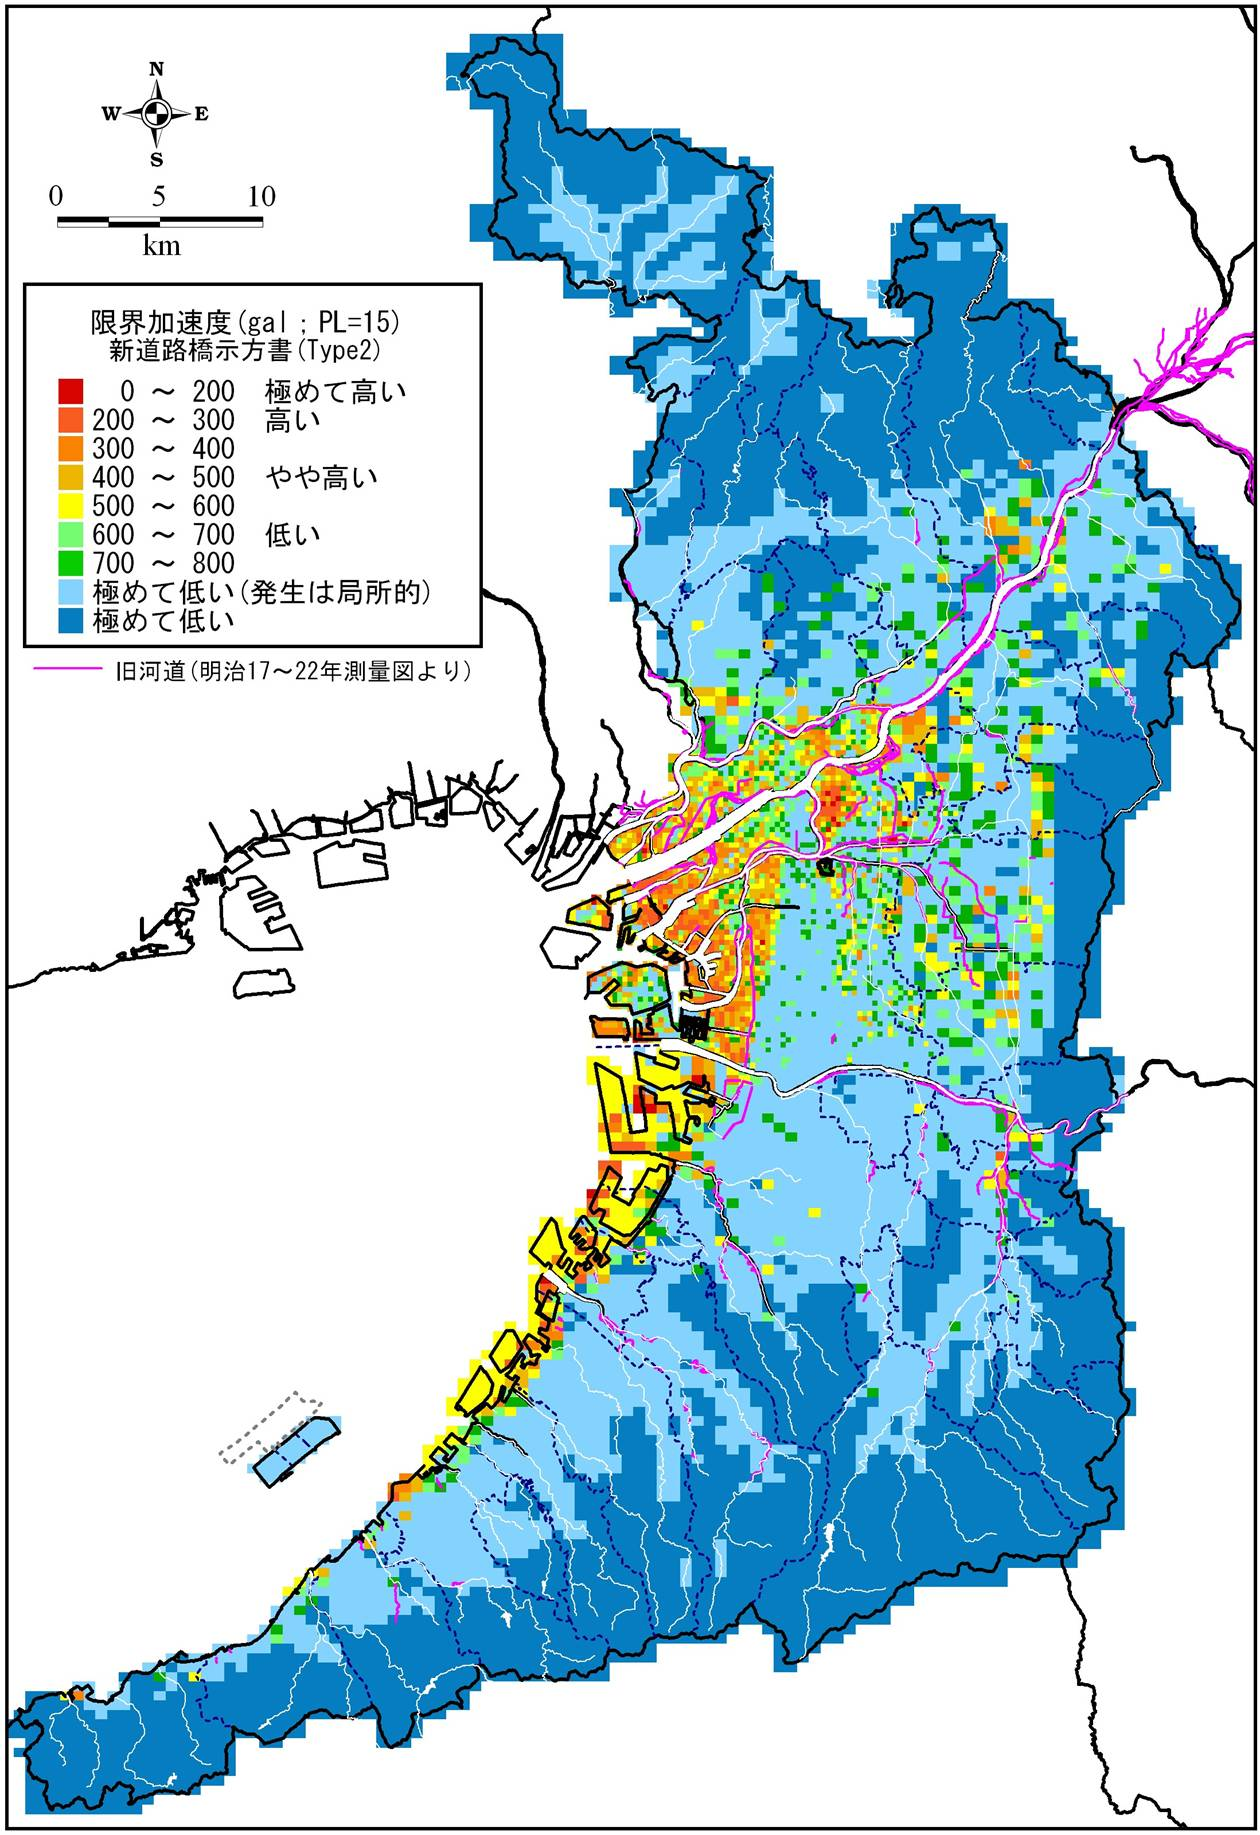 N
W E
S
0 5 10
km
限界加速度(gal ; PL=15)
新道路橋示方書(Type2)
0 ～ 200 極めて高い
200 ～ 300 高い
300 ～ 400
400 ～ 500 やや高い
500 ～ 600
600 ～ 700 低い
700 ～ 800
極めて低い(発生は局所的)
極めて低い
旧河道(明治17～22年測量図より)